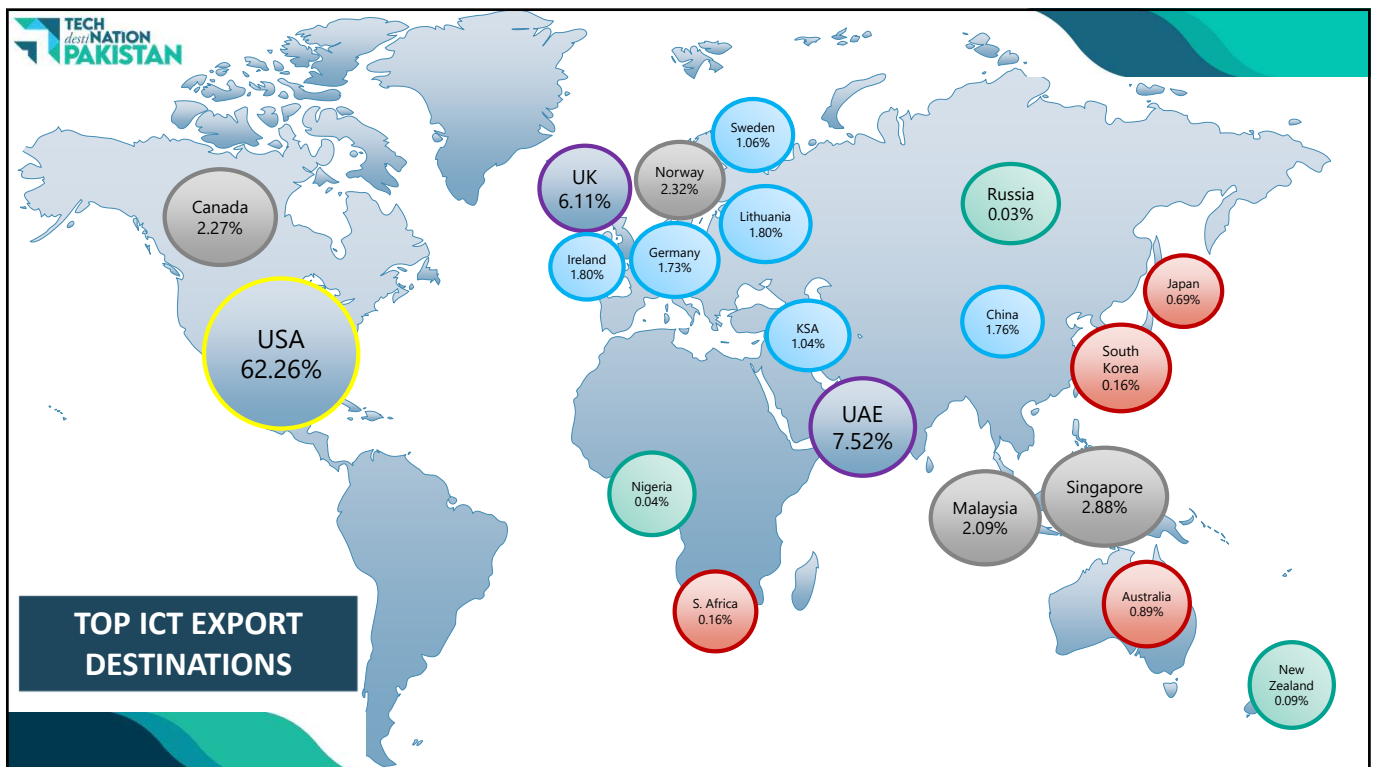 TECH
destiNATION
PAKISTAN
Sweden
1.06%
UK
6.11%
Norway
2.32%
Canada
2.27%
Russia
0.03%
Lithuania
1.80%
Ireland
1.80%
Germany
1.73%
Japan
0.69%
USA
62.26%
KSA
1.04%
China
1.76%
South
Korea
0.16%
UAE
7.52%
Nigeria
0.04%
Malaysia
2.09%
Singapore
2.88%
S. Africa
0.16%
Australia
0.89%
TOP ICT EXPORT
DESTINATIONS
New
Zealand
0.09%